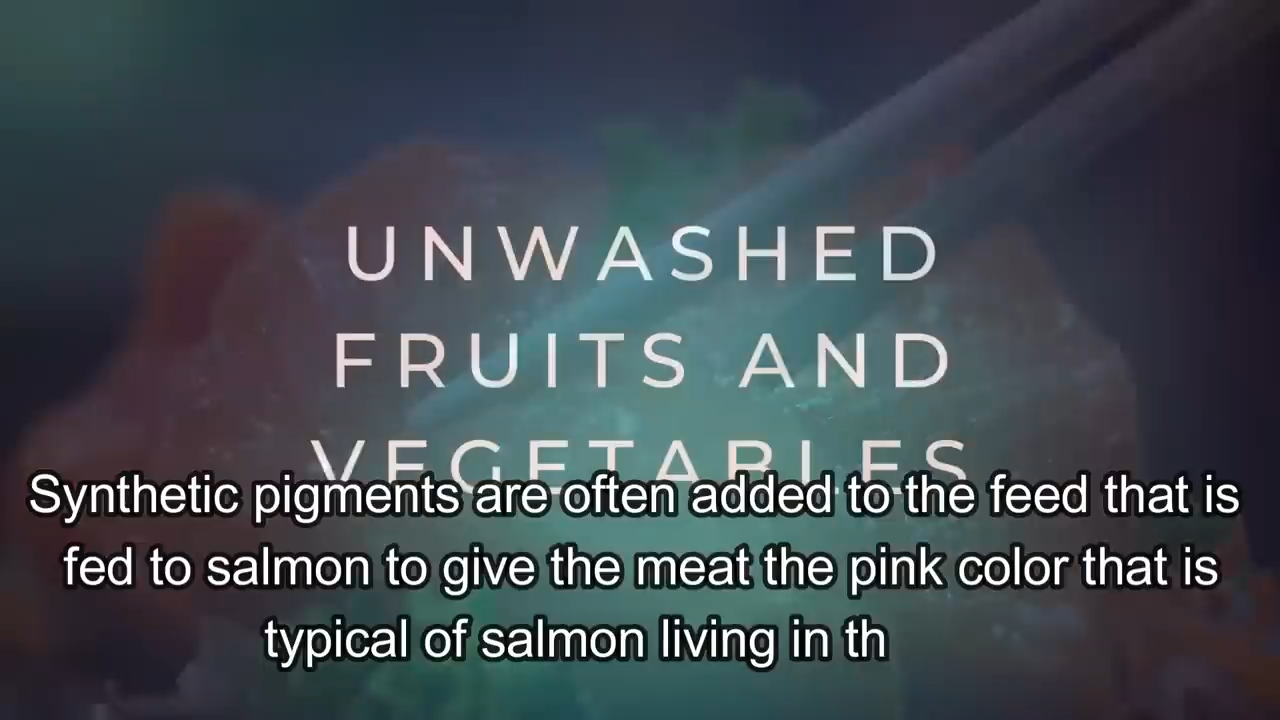 UNWASHED
FRUITS AND
VEGETABLES
Synthetic pigments are often added to the feed that is
fed to salmon to give the meat the pink color that is
typical of salmon living in th